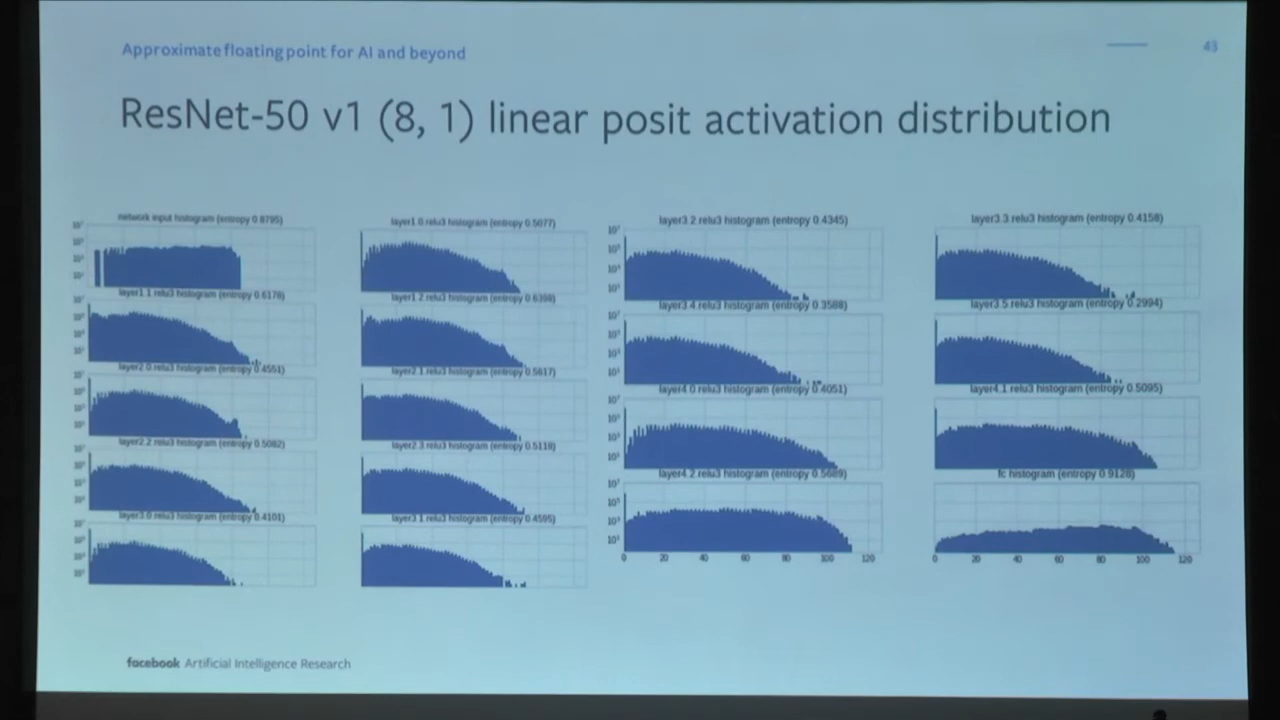 Approximate floating point for AI and beyond
43
ResNet-50 v1 (8, 1) linear posit activation distribution
network input histogram (entropy 0.8795)
layer1.1 relu3 histogram (entropy 0.6178)
layer2.0 relu3 histogram (entropy 0.4551)
layer2.2 relu3 histogram (entropy 0.5082)
layer3.0 relu3 histogram (entropy 0.4101)
layer1.0 relu3 histogram (entropy 0.5077)
layer1.2 relu3 histogram (entropy 0.6398)
layer2.1 relu3 histogram (entropy 0.5617)
layer2.3 relu3 histogram (entropy 0.5118)
layer3.1 relu3 histogram (entropy 0.4595)
layer3.2 relu3 histogram (entropy 0.4345)
layer3.4 relu3 histogram (entropy 0.3588)
layer4.0 relu3 histogram (entropy 0.4051)
layer4.2 relu3 histogram (entropy 0.5689)
0 20 40 60 80 100 120
layer3.3 relu3 histogram (entropy 0.4158)
layer3.5 relu3 histogram (entropy 0.2994)
layer4.1 relu3 histogram (entropy 0.5095)
fc histogram (entropy 0.9128)
0 20 40 60 80 100 120
facebook Artificial Intelligence Research